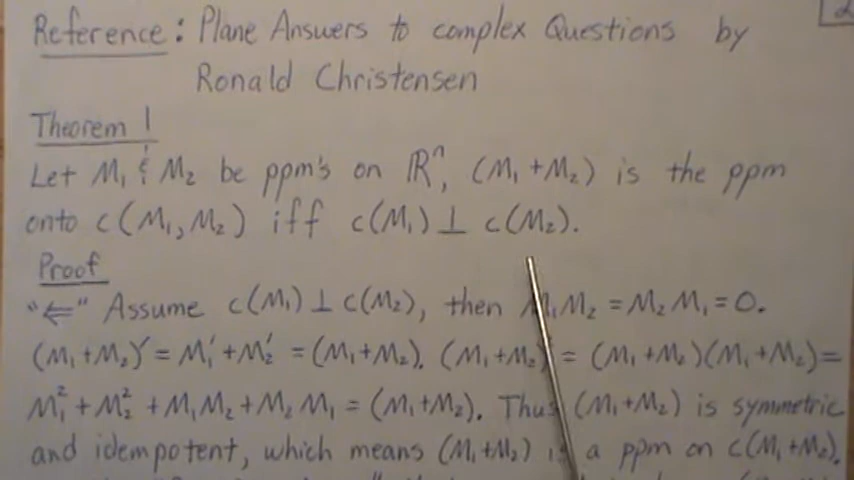 Reference: Plane Answers to complex Questions by
Ronald Christensen
Theorem 1
Let M₁ & M₂ be ppm's on ℝⁿ, (M₁+M₂) is the ppm
onto c(M₁, M₂) iff c(M₁) ⊥ c(M₂).
Proof
"⇐" Assume c(M₁) ⊥ c(M₂), then M₁M₂ = M₂M₁ = 0.
(M₁+M₂)′ = M₁′ + M₂′ = (M₁+M₂). (M₁+M₂) = (M₁+M₂)(M₁+M₂) =
M₁² + M₂² + M₁M₂ + M₂M₁ = (M₁+M₂). Thus (M₁+M₂) is symmetric
and idempotent, which means (M₁+M₂) is a ppm on c(M₁+M₂).